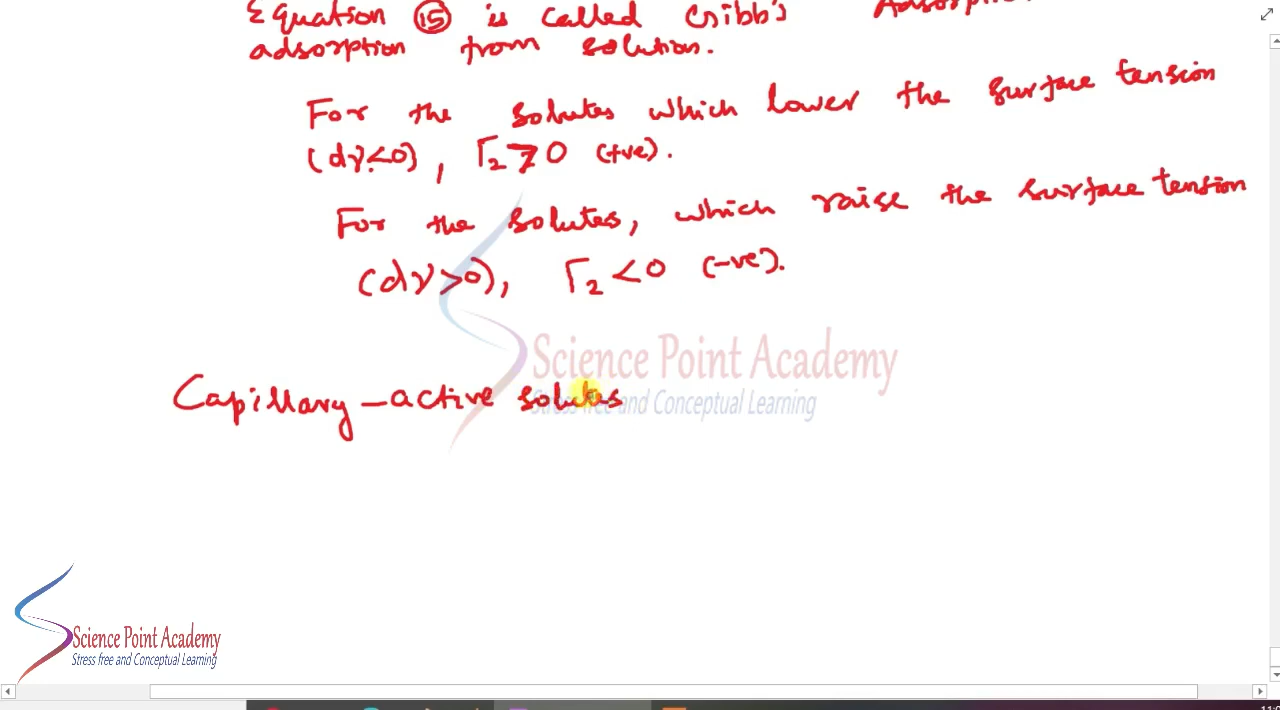 Equation ⑮ is called Gibb's Adsorption
adsorption from solution.
For the solutes which lower the surface tension
(dγ<0), Γ₂ > 0 (+ve).
For the solutes, which raise the surface tension
(dγ>0), Γ₂ < 0 (-ve).
Science Point Academy
Stress free and Conceptual Learning
Capillary - active solutes
Science Point Academy
Stress free and Conceptual Learning